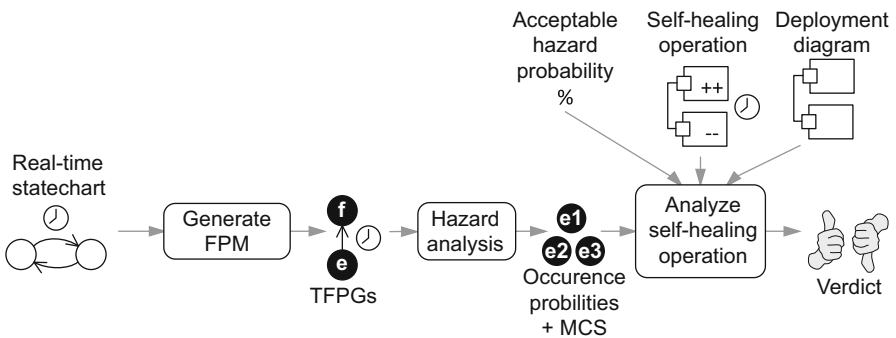 Acceptable
hazard
probability
%
Self-healing
operation
++
--
Deployment
diagram
Real-time
statechart
Generate
FPM
f
e
TFPGs
Hazard
analysis
e1
e2 e3
Occurence
probilities
+ MCS
Analyze
self-healing
operation
Verdict